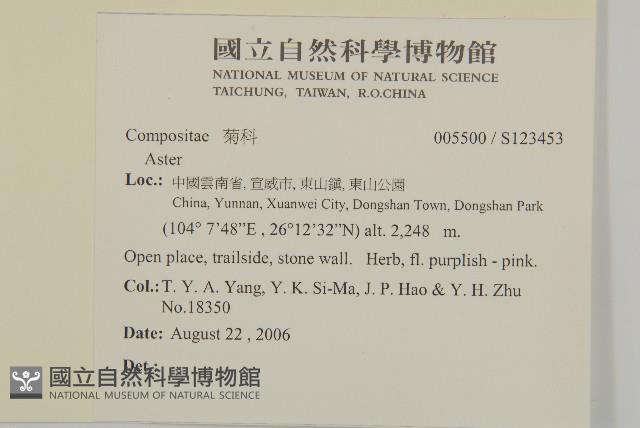 國立自然科學博物館
NATIONAL MUSEUM OF NATURAL SCIENCE
TAICHUNG, TAIWAN, R.O.CHINA
Compositae 菊科 005500 / S123453
Aster
Loc.: 中國雲南省, 宣威市, 東山鎮, 東山公園
China, Yunnan, Xuanwei City, Dongshan Town, Dongshan Park
(104° 7'48"E , 26°12'32"N) alt. 2,248 m.
Open place, trailside, stone wall. Herb, fl. purplish - pink.
Col.: T. Y. A. Yang, Y. K. Si-Ma, J. P. Hao & Y. H. Zhu
No.18350
Date: August 22 , 2006
Det.:
國立自然科學博物館
NATIONAL MUSEUM OF NATURAL SCIENCE